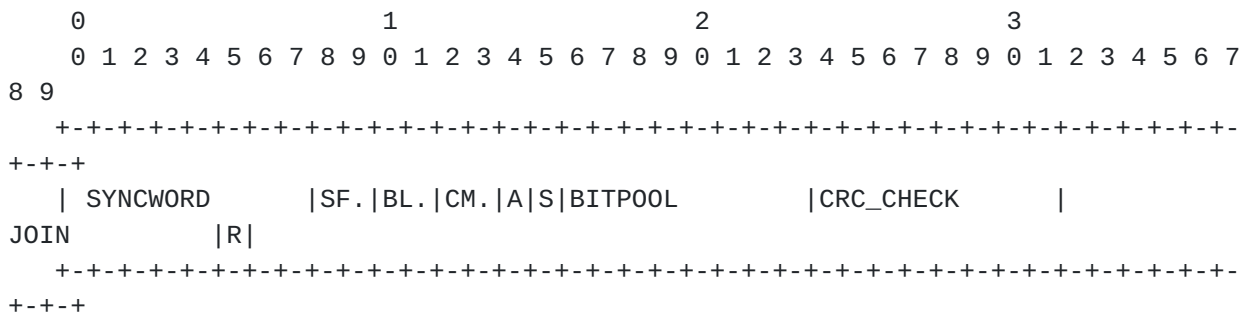 0                   1                   2                   3
    0 1 2 3 4 5 6 7 8 9 0 1 2 3 4 5 6 7 8 9 0 1 2 3 4 5 6 7 8 9 0 1 2 3 4 5 6 7
8 9
   +-+-+-+-+-+-+-+-+-+-+-+-+-+-+-+-+-+-+-+-+-+-+-+-+-+-+-+-+-+-+-+-+-+-+-+-+-+-
+-+-+
   | SYNCWORD      |SF.|BL.|CM.|A|S|BITPOOL        |CRC_CHECK      |
JOIN         |R|
   +-+-+-+-+-+-+-+-+-+-+-+-+-+-+-+-+-+-+-+-+-+-+-+-+-+-+-+-+-+-+-+-+-+-+-+-+-+-
+-+-+